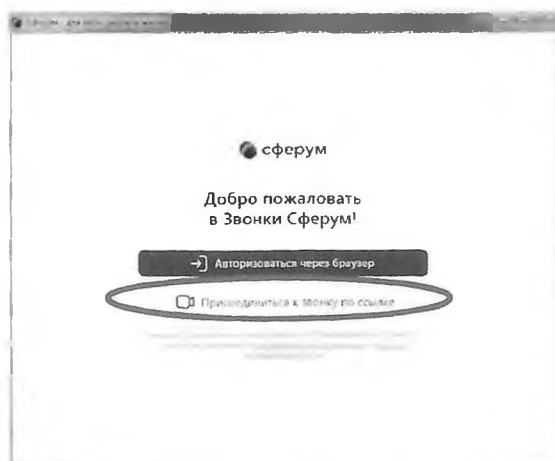 сферум
Добро пожаловать
в Звонки Сферум!
Авторизоваться через браузер
Присоединиться к звонку по ссылке